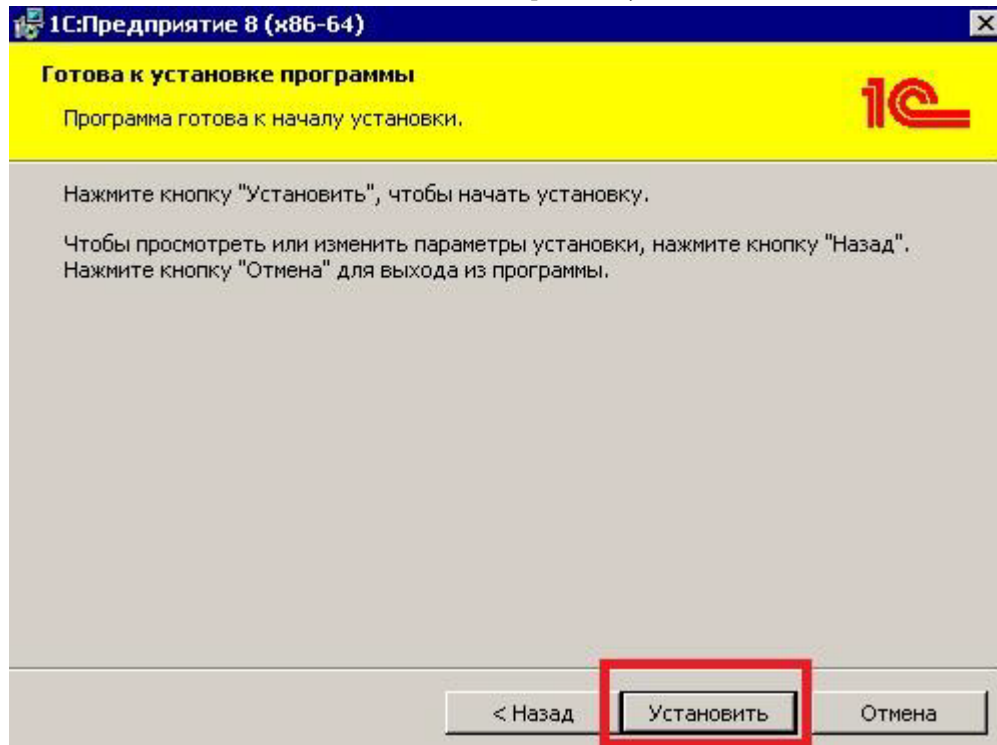 1С:Предприятие 8 (x86-64)
Готова к установке программы
Программа готова к началу установки.
1С
Нажмите кнопку "Установить", чтобы начать установку.
Чтобы просмотреть или изменить параметры установки, нажмите кнопку "Назад".
Нажмите кнопку "Отмена" для выхода из программы.
< Назад
Установить
Отмена